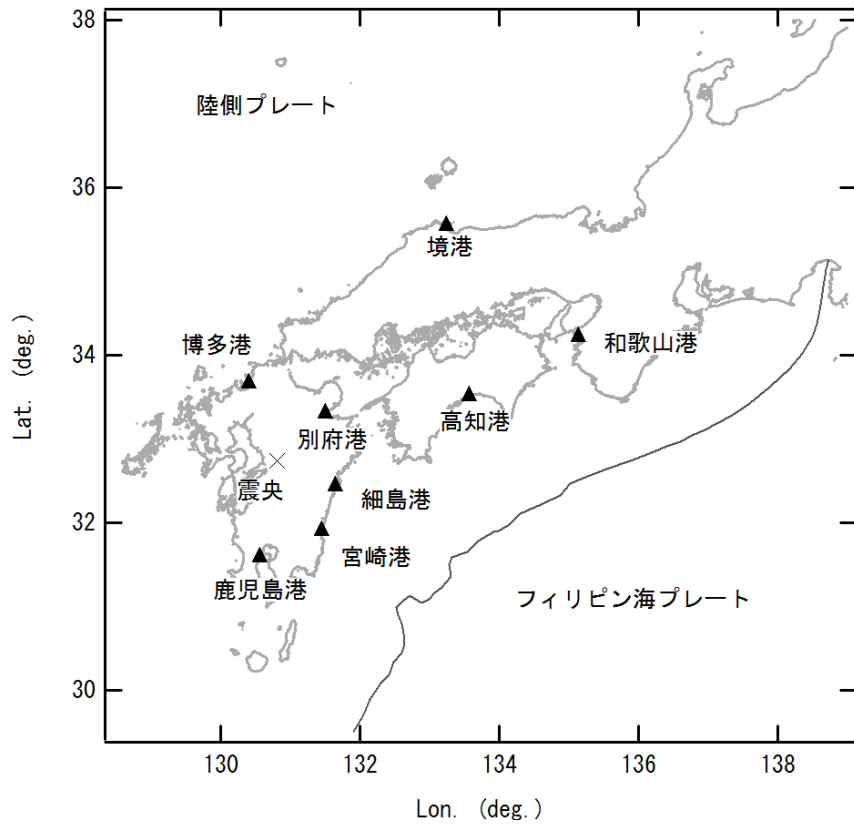 38
陸側プレート
36
境港
博多港
34
和歌山港
高知港
別府港
震央
細島港
32
宮崎港
鹿児島港
フィリピン海プレート
30
130
132
134
136
138
Lat. (deg.)
Lon. (deg.)